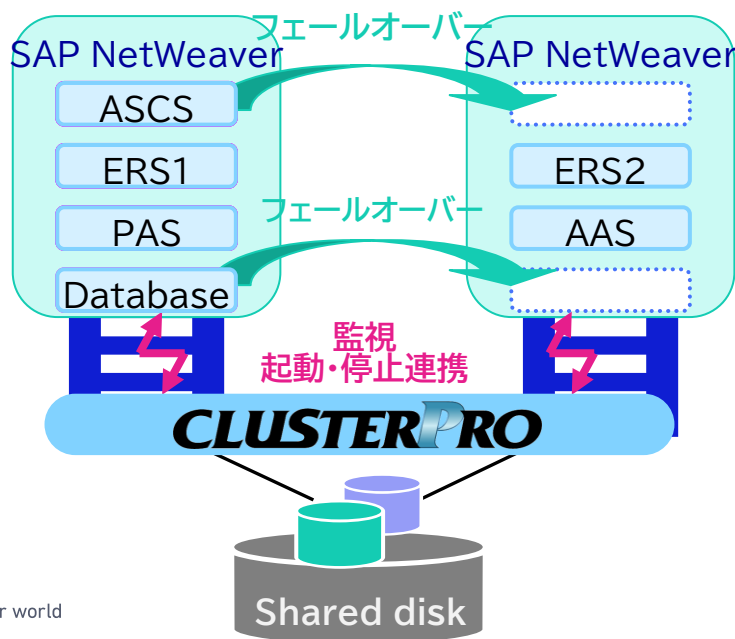 フェールオーバー
SAP NetWeaver
SAP NetWeaver
ASCS
ERS1
ERS2
フェールオーバー
PAS
AAS
Database
監視
起動・停止連携
CLUSTERPRO
r world
Shared disk